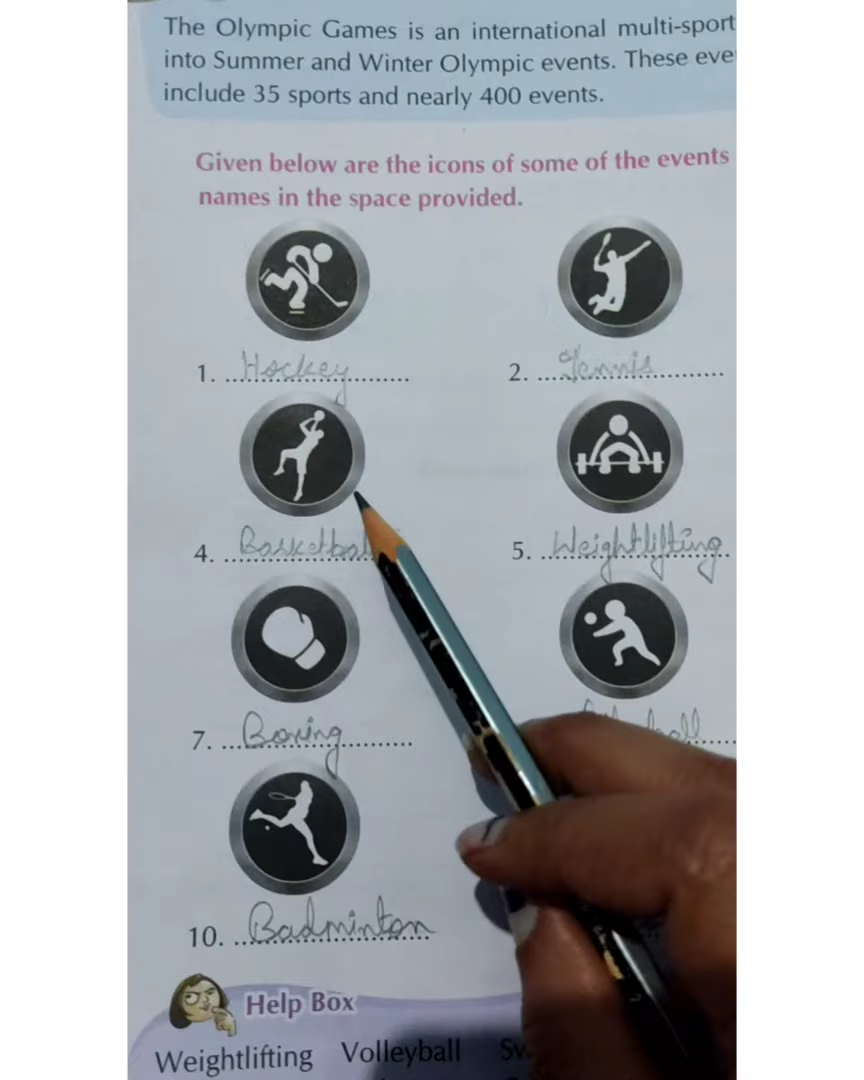 The Olympic Games is an international multi-sport
into Summer and Winter Olympic events. These eve
include 35 sports and nearly 400 events.
Given below are the icons of some of the events
names in the space provided.
1. Hockey
2. Tennis
4. Basketbal
5. Weightlifting
7. Boxing
10. Badminton
Help Box
Weightlifting Volleyball